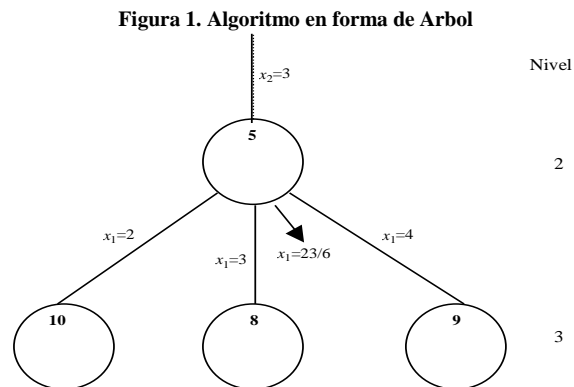 Figura 1. Algoritmo en forma de Arbol
Nivel
x₂=3
5
2
x₁=2
x₁=3
x₁=23/6
x₁=4
10
8
9
3